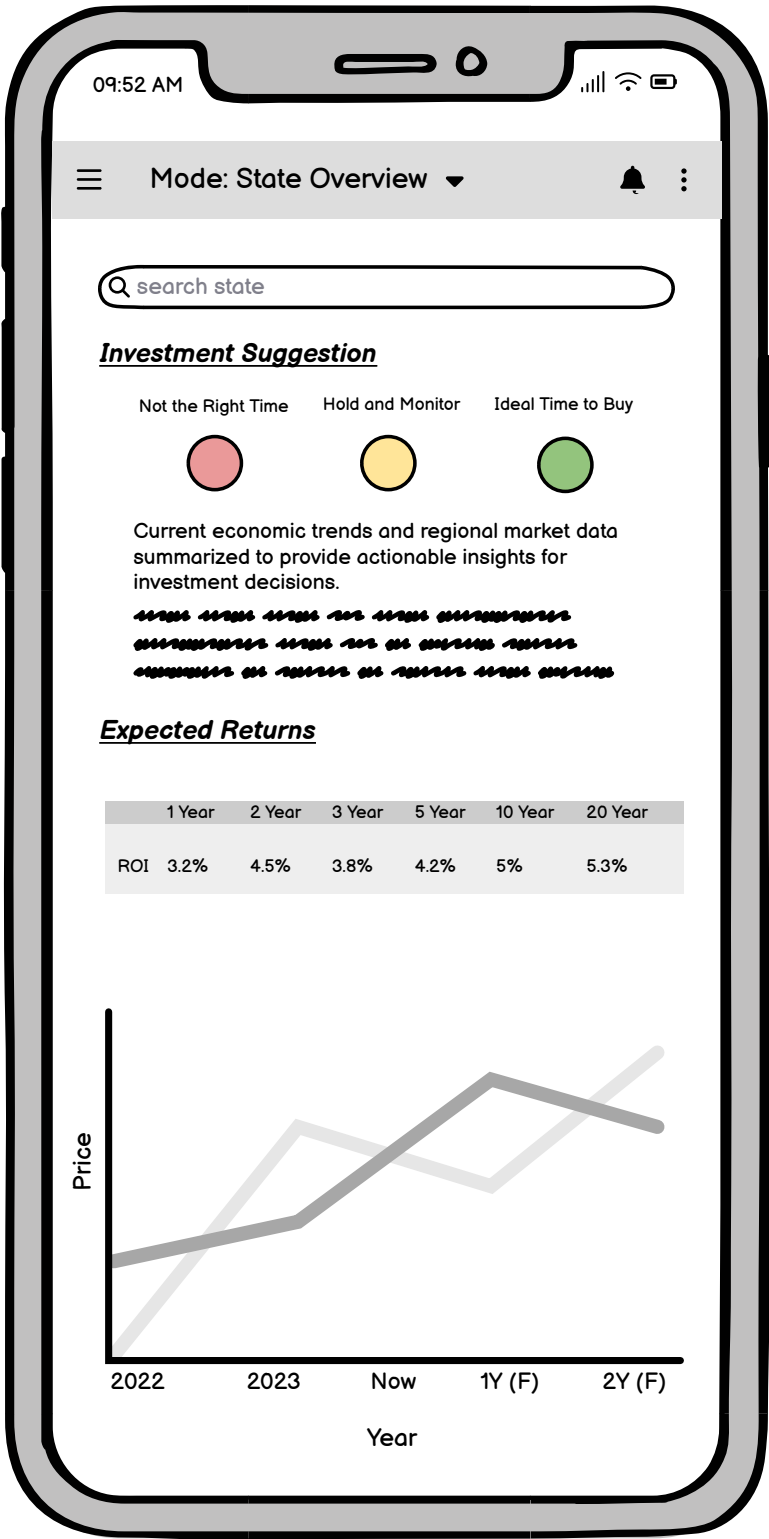 09:52 AM
Mode: State Overview
search state
Investment Suggestion
Not the Right Time Hold and Monitor Ideal Time to Buy
Current economic trends and regional market data
summarized to provide actionable insights for
investment decisions.
Expected Returns
1 Year 2 Year 3 Year 5 Year 10 Year 20 Year
ROI 3.2% 4.5% 3.8% 4.2% 5% 5.3%
Price
2022 2023 Now 1Y (F) 2Y (F)
Year